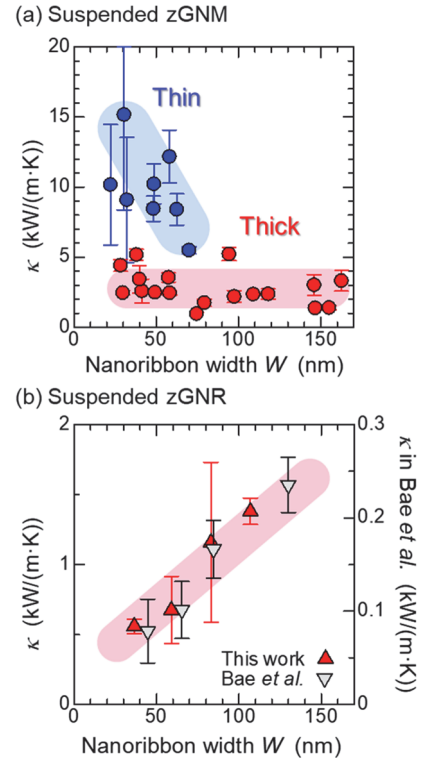 (a) Suspended zGNM
20
15
10
5
0
κ (kW/(m·K))
Thin
Thick
0 50 100 150
Nanoribbon width W (nm)
(b) Suspended zGNR
2
1
0
κ (kW/(m·K))
0.3
0.2
0.1
0
κ in Bae et al. (kW/(m·K))
This work
Bae et al.
0 50 100 150
Nanoribbon width W (nm)